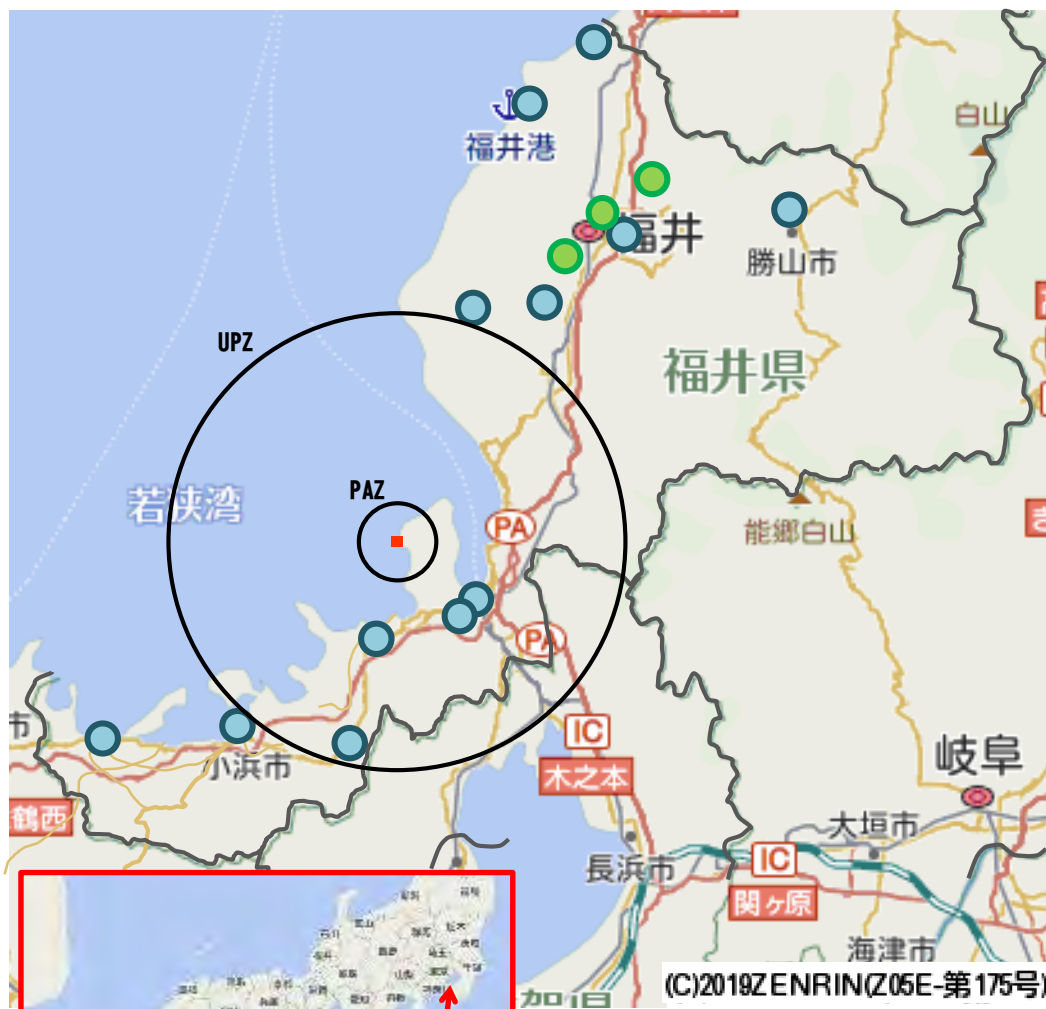 白山
福井港
福井
勝山市
UPZ
福井県
PAZ
若狭湾
PA
能郷白山
PA
市
小浜市
IC
木之本
岐阜
鶴西
大垣市
長浜市
IC
関ヶ原
海津市
(C)2019ZENRIN(Z05E-第175号)
賀県